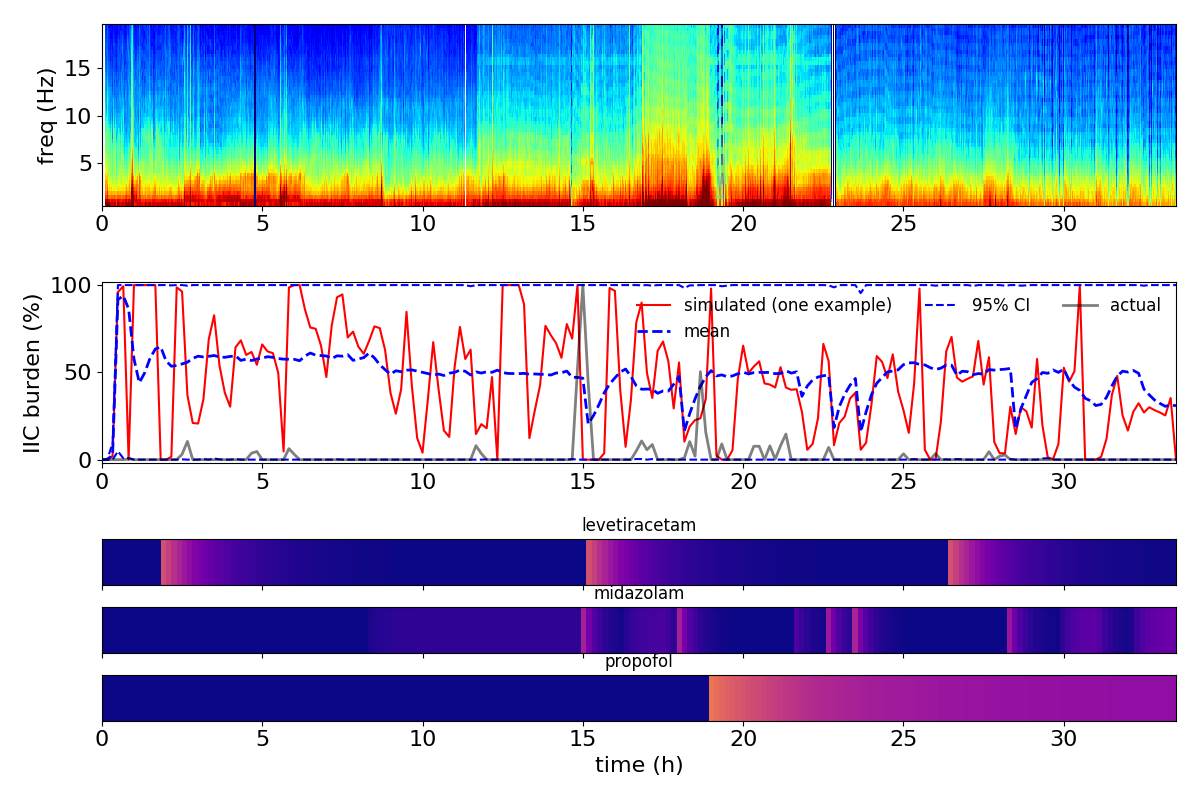 freq (Hz)
15
10
5
0 5 10 15 20 25 30
IIC burden (%)
100
50
0
simulated (one example) 95% CI actual
mean
0 5 10 15 20 25 30
levetiracetam
midazolam
propofol
0 5 10 15 20 25 30
time (h)